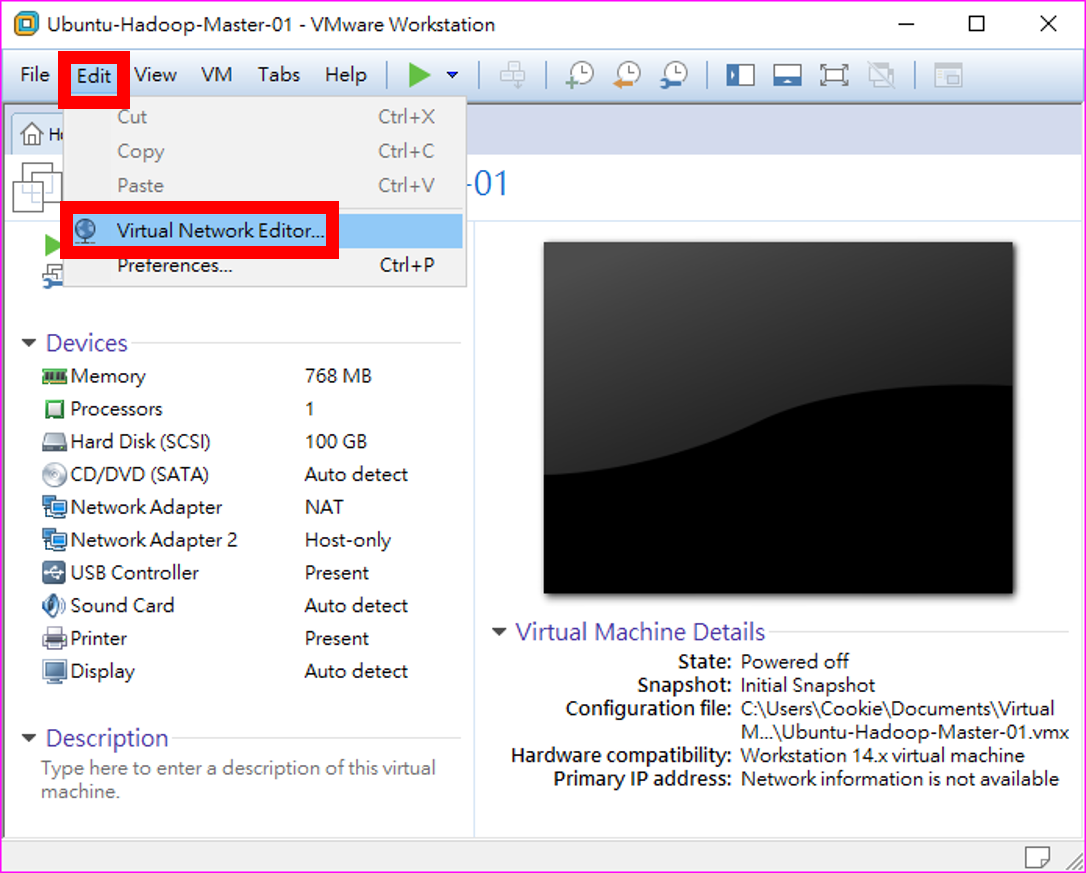 Ubuntu-Hadoop-Master-01 - VMware Workstation
File Edit View VM Tabs Help
Cut Ctrl+X
Copy Ctrl+C
Paste Ctrl+V
Virtual Network Editor...
Preferences... Ctrl+P
-01
Devices
Memory 768 MB
Processors 1
Hard Disk (SCSI) 100 GB
CD/DVD (SATA) Auto detect
Network Adapter NAT
Network Adapter 2 Host-only
USB Controller Present
Sound Card Auto detect
Printer Present
Display Auto detect
Description
Type here to enter a description of this virtual
machine.
Virtual Machine Details
State: Powered off
Snapshot: Initial Snapshot
Configuration file: C:\Users\Cookie\Documents\Virtual
M...\Ubuntu-Hadoop-Master-01.vmx
Hardware compatibility: Workstation 14.x virtual machine
Primary IP address: Network information is not available